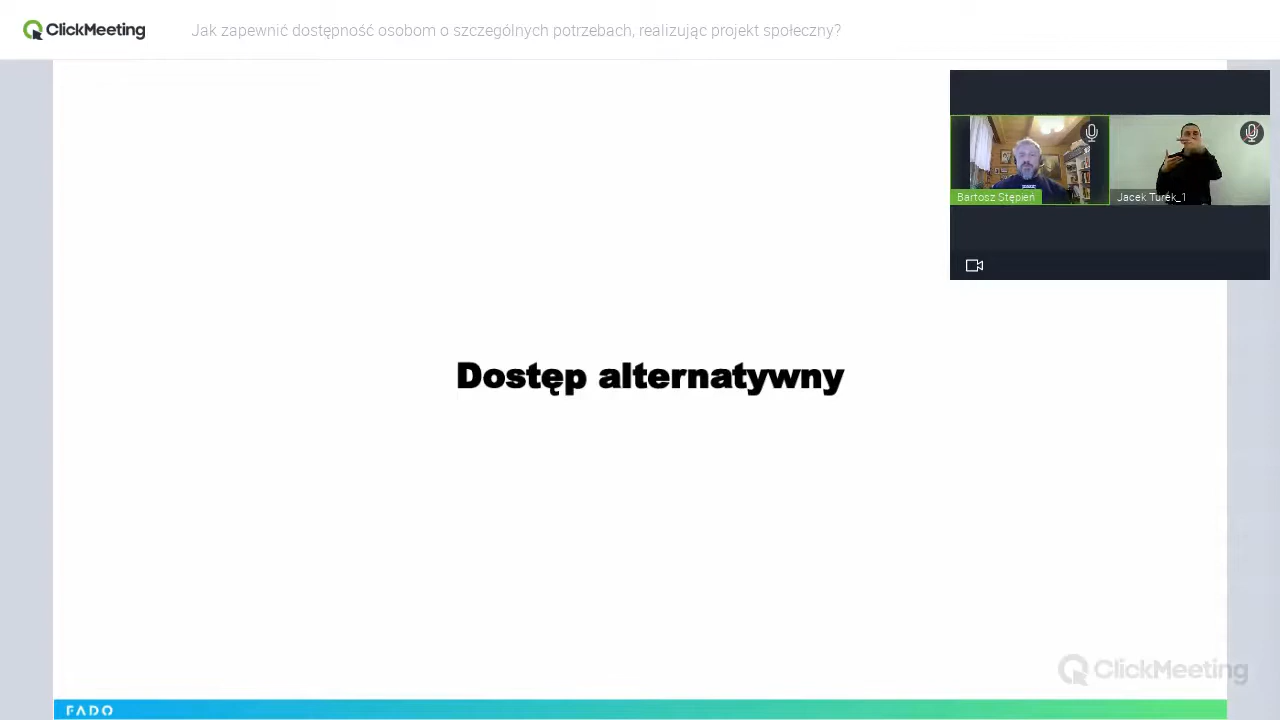 ClickMeeting
Jak zapewnić dostępność osobom o szczególnych potrzebach, realizując projekt społeczny?
Bartosz Stępień
Jacek Turek_1
Dostęp alternatywny
ClickMeeting
FADO